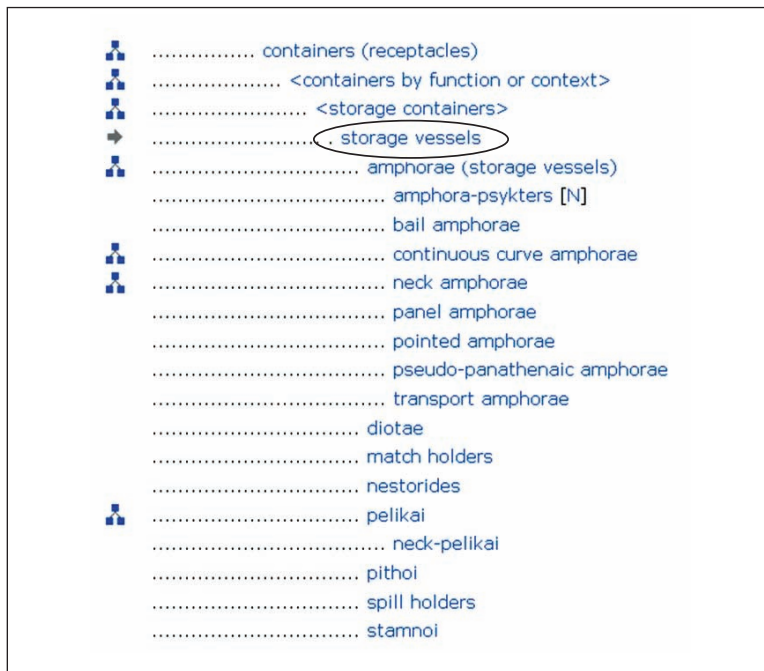 ................ containers (receptacles)
.................... <containers by function or context>
........................ <storage containers>
............................ storage vessels
................................ amphorae (storage vessels)
.................................... amphora-psykters [N]
.................................... bail amphorae
.................................... continuous curve amphorae
.................................... neck amphorae
.................................... panel amphorae
.................................... pointed amphorae
.................................... pseudo-panathenaic amphorae
.................................... transport amphorae
................................ diotae
................................ match holders
................................ nestorides
................................ pelikai
.................................... neck-pelikai
................................ pithoi
................................ spill holders
................................ stamnoi